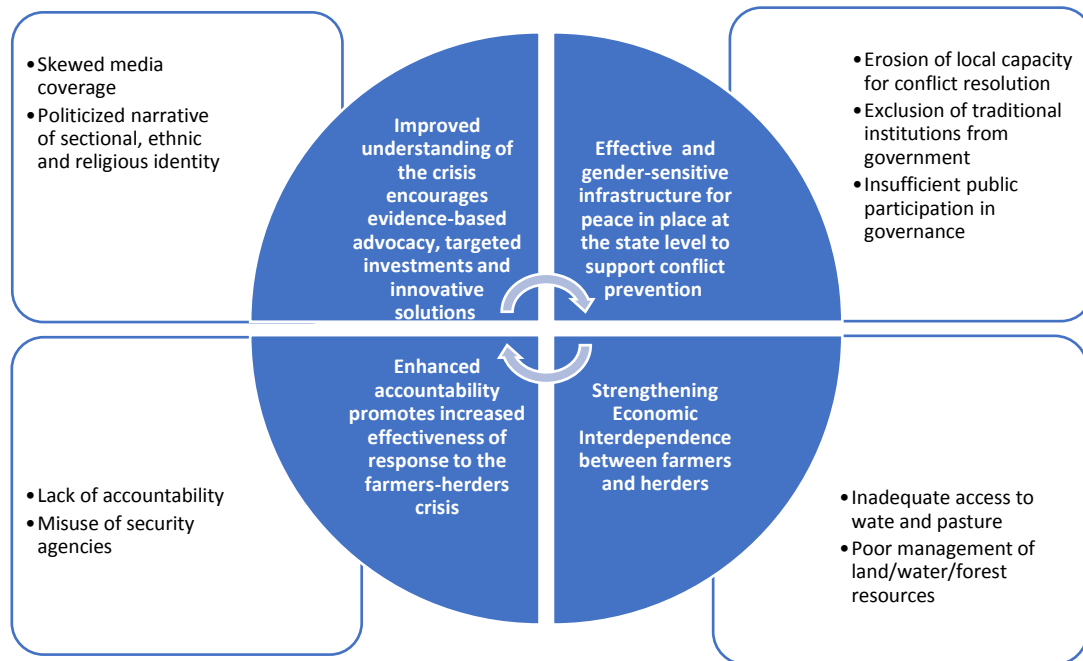 •Skewed media
coverage
•Politicized narrative
of sectional, ethnic
and religious identity
Improved
understanding of
the crisis
encourages
evidence-based
advocacy, targeted
investments and
innovative
solutions
Effective and
gender-sensitive
infrastructure for
peace in place at
the state level to
support conflict
prevention
•Erosion of local capacity
for conflict resolution
•Exclusion of traditional
institutions from
government
•Insufficient public
participation in
governance
•Lack of accountability
•Misuse of security
agencies
Enhanced
accountability
promotes increased
effectiveness of
response to the
farmers-herders
crisis
Strengthening
Economic
Interdependence
between farmers
and herders
•Inadequate access to
wate and pasture
•Poor management of
land/water/forest
resources